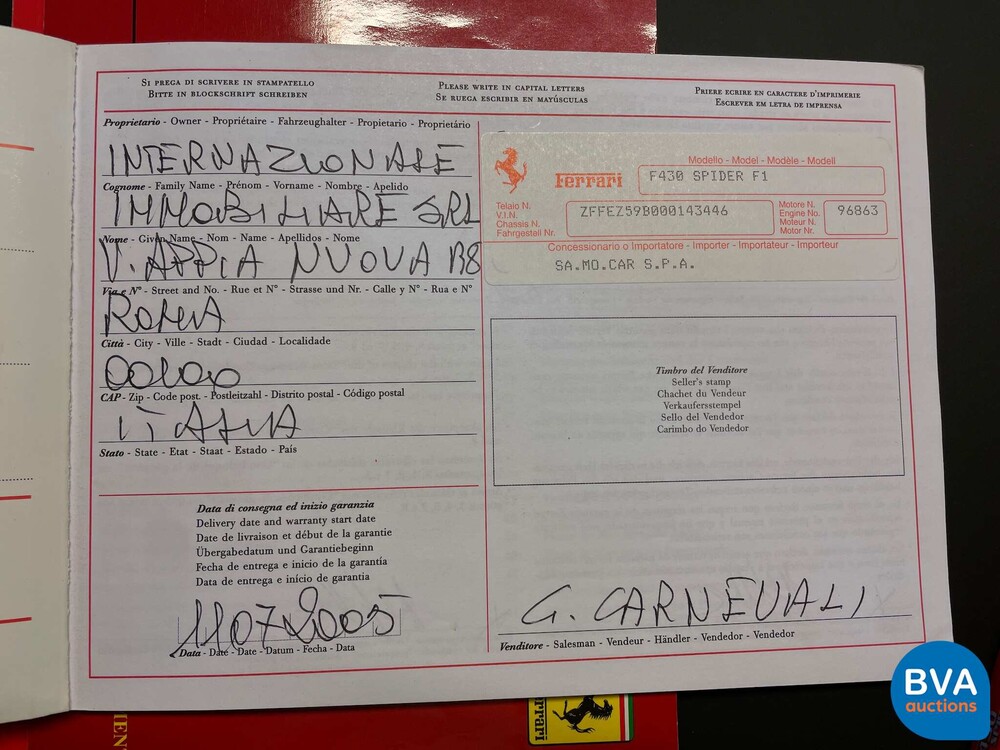 SI PREGA DI SCRIVERE IN STAMPATELLO
BITTE IN BLOCKSCHRIFT SCHREIBEN
PLEASE WRITE IN CAPITAL LETTERS
SE RUEGA ESCRIBIR EN MAYÚSCULAS
PRIERE ECRIRE EN CARACTERE D'IMPRIMERIE
ESCREVER EM LETRA DE IMPRENSA
Proprietario - Owner - Propriétaire - Fahrzeughalter - Propietario - Proprietário
INTERNAZIONALE
Cognome - Family Name - Prénom - Vorname - Nombre - Apelido
IMMOBILIARE SRL
Nome - Given Name - Nom - Name - Apellidos - Nome
V. APPIA NUOVA
Via e N° - Street and No. - Rue et N° - Strasse und Nr. - Calle y N° - Rua e N°
ROMA
Città - City - Ville - Stadt - Ciudad - Localidade
CAP - Zip - Code post. - Postleitzahl - Distrito postal - Código postal
ITALIA
Stato - State - Etat - Staat - Estado - País
Data di consegna ed inizio garanzia
Delivery date and warranty start date
Date de livraison et début de la garantie
Übergabedatum und Garantiebeginn
Fecha de entrega e inicio de la garantía
Data de entrega e início de garantia
11072005
Data - Date - Date - Datum - Fecha - Data
Ferrari
Modello - Model - Modèle - Modell
F430 SPIDER F1
Telaio N.
V.I.N.
Chassis N.
Fahrgestell Nr.
ZFFEZ59B000143446
Motore N.
Engine No.
Moteur N.
Motor Nr.
96863
Concessionario o Importatore - Importer - Importateur - Importeur
SA.MO.CAR S.P.A.
Timbro del Venditore
Seller's stamp
Chachet du Vendeur
Verkaufersstempel
Sello del Vendedor
Carimbo do Vendedor
G. CARNEVALI
Venditore - Salesman - Vendeur - Händler - Vendedor - Vendedor
Ferrari
BVA
auctions